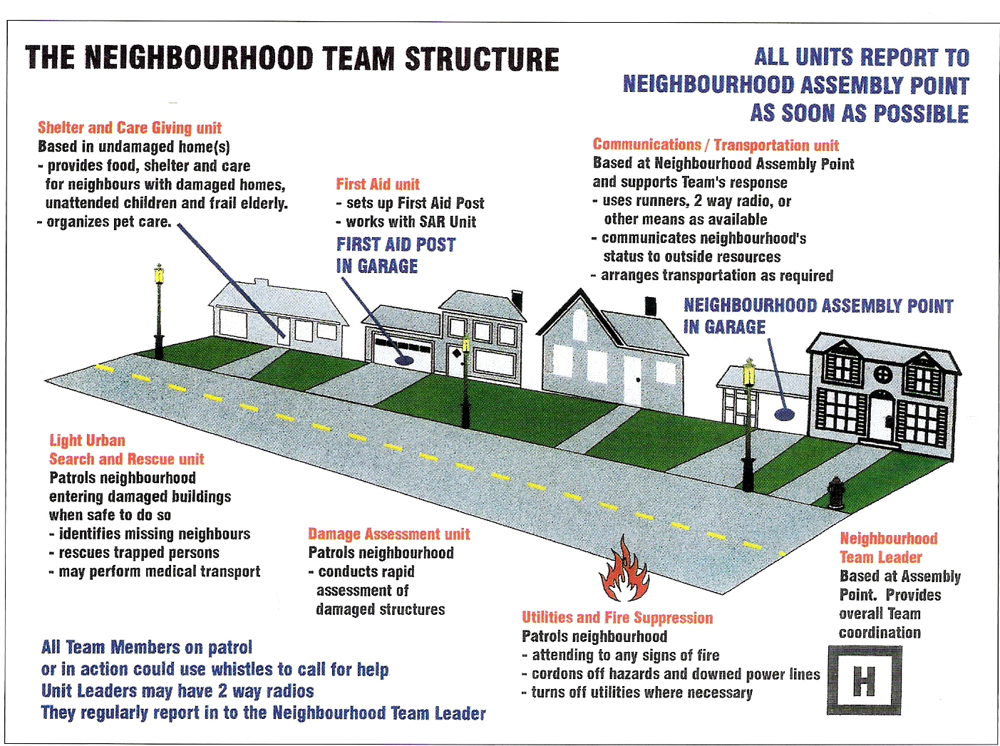 THE NEIGHBOURHOOD TEAM STRUCTURE
ALL UNITS REPORT TO
NEIGHBOURHOOD ASSEMBLY POINT
AS SOON AS POSSIBLE
Shelter and Care Giving unit
Based in undamaged home(s)
- provides food, shelter and care
for neighbours with damaged homes,
unattended children and frail elderly.
- organizes pet care.
First Aid unit
- sets up First Aid Post
- works with SAR Unit
FIRST AID POST
IN GARAGE
Communications / Transportation unit
Based at Neighbourhood Assembly Point
and supports Team's response
- uses runners, 2 way radio, or
other means as available
- communicates neighbourhood's
status to outside resources
- arranges transportation as required
NEIGHBOURHOOD ASSEMBLY POINT
IN GARAGE
Light Urban
Search and Rescue unit
Patrols neighbourhood
entering damaged buildings
when safe to do so
- identifies missing neighbours
- rescues trapped persons
- may perform medical transport
Damage Assessment unit
Patrols neighbourhood
- conducts rapid
assessment of
damaged structures
Utilities and Fire Suppression
Patrols neighbourhood
- attending to any signs of fire
- cordons off hazards and downed power lines
- turns off utilities where necessary
Neighbourhood
Team Leader
Based at Assembly
Point. Provides
overall Team
coordination
H
All Team Members on patrol
or in action could use whistles to call for help
Unit Leaders may have 2 way radios
They regularly report in to the Neighbourhood Team Leader